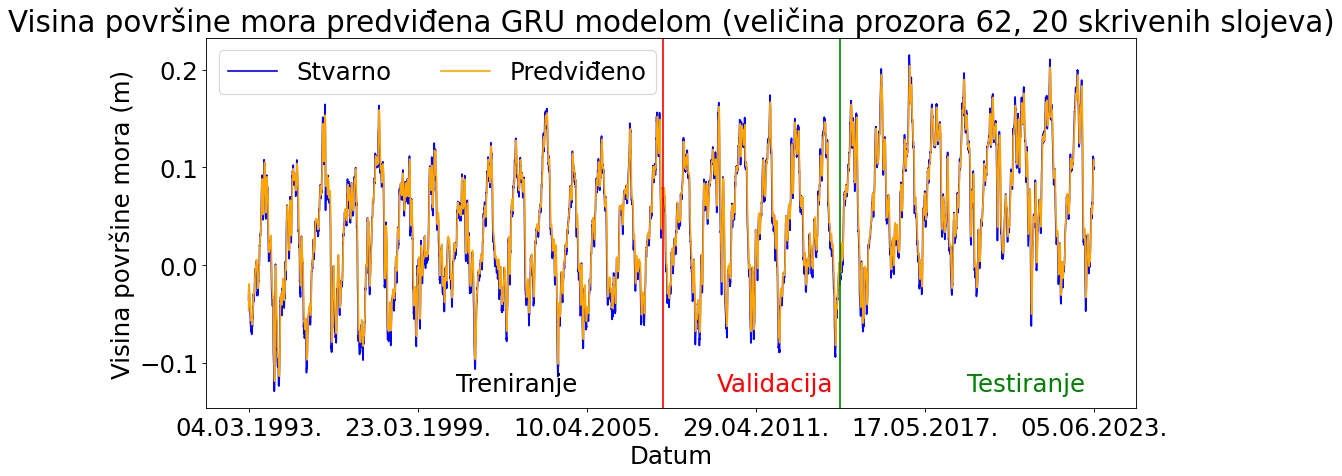 Visina površine mora predviđena GRU modelom (veličina prozora 62, 20 skrivenih slojeva)
Stvarno Predviđeno
Visina površine mora (m)
0.2
0.1
0.0
−0.1
Treniranje Validacija Testiranje
04.03.1993. 23.03.1999. 10.04.2005. 29.04.2011. 17.05.2017. 05.06.2023.
Datum